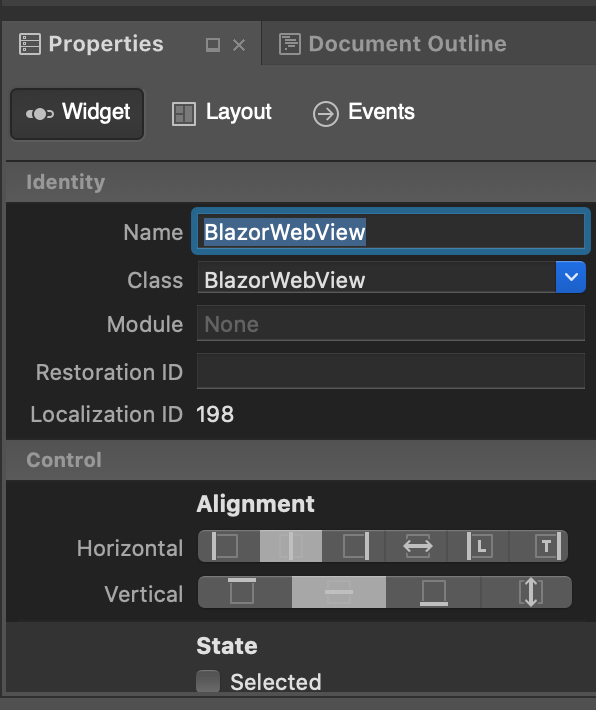 Properties Document Outline
Widget Layout Events
Identity
Name BlazorWebView
Class BlazorWebView
Module None
Restoration ID
Localization ID 198
Control
Alignment
Horizontal L T
Vertical
State
Selected